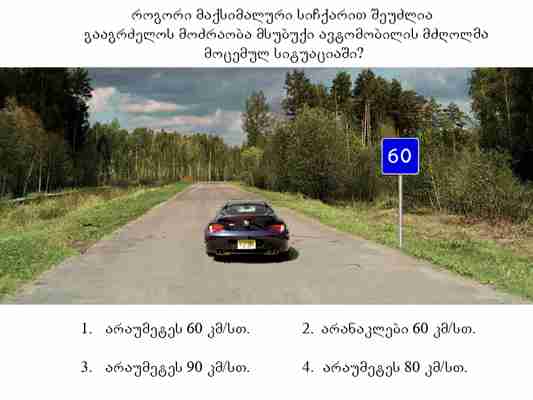 როგორი მაქსიმალური სიჩქარით შეუძლია
გააგრძელოს მოძრაობა მსუბუქი ავტომობილის მძღოლმა
მოცემულ სიტუაციაში?
60
1. არაუმეტეს 60 კმ/სთ.
2. არანაკლები 60 კმ/სთ.
3. არაუმეტეს 90 კმ/სთ.
4. არაუმეტეს 80 კმ/სთ.